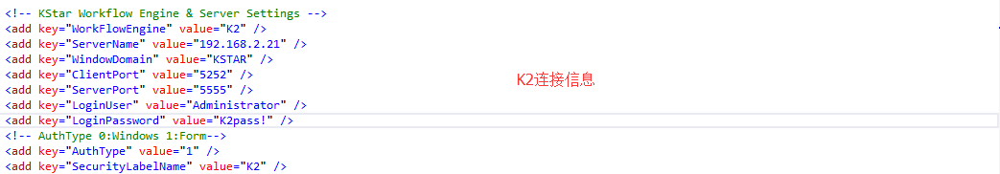 <!-- KStar Workflow Engine & Server Settings -->
<add key="WorkFlowEngine" value="K2" />
<add key="ServerName" value="192.168.2.21" />
<add key="WindowDomain" value="KSTAR" />
<add key="ClientPort" value="5252" />
K2连接信息
<add key="ServerPort" value="5555" />
<add key="LoginUser" value="Administrator" />
<add key="LoginPassword" value="K2pass!" />
<!-- AuthType 0:Windows 1:Form-->
<add key="AuthType" value="1" />
<add key="SecurityLabelName" value="K2" />